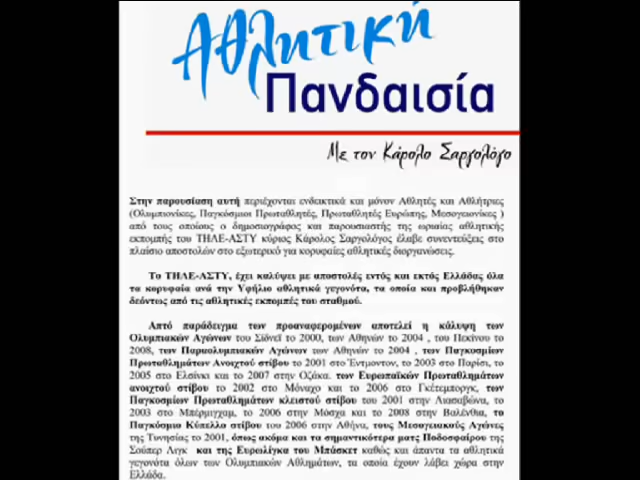 Αθλητική
Πανδαισία
Με τον Κάρολο Σαργολόγο
Στην παρουσίαση αυτή περιέχονται ενδεικτικά και μόνον Αθλητές και Αθλήτριες
(Ολυμπιονίκες, Παγκόσμιοι Πρωταθλητές, Πρωταθλητές Ευρώπης, Μεσογειονίκες )
από τους οποίους ο δημοσιογράφος και παρουσιαστής της ωριαίας αθλητικής
εκπομπής του ΤΗΛΕ-ΑΣΤΥ κύριος Κάρολος Σαργολόγος έλαβε συνεντεύξεις στο
πλαίσιο αποστολών στο εξωτερικό για κορυφαίες αθλητικές διοργανώσεις.
Το ΤΗΛΕ-ΑΣΤΥ, έχει καλύψει με αποστολές εντός και εκτός Ελλάδας όλα
τα κορυφαία ανά την Υφήλιο αθλητικά γεγονότα, τα οποία και προβλήθηκαν
δεόντως από τις αθλητικές εκπομπές του σταθμού.
Απτό παράδειγμα των προαναφερομένων αποτελεί η κάλυψη των
Ολυμπιακών Αγώνων του Σίδνεϊ το 2000, των Αθηνών το 2004 , του Πεκίνου το
2008, των Παραολυμπιακών Αγώνων των Αθηνών το 2004 , των Παγκοσμίων
Πρωταθλημάτων Ανοιχτού στίβου το 2001 στο Έντμοντον, το 2003 στο Παρίσι, το
2005 στο Ελσίνκι και το 2007 στην Οζάκα. των Ευρωπαϊκών Πρωταθλημάτων
ανοιχτού στίβου το 2002 στο Μόναχο και το 2006 στο Γκέτεμποργκ, των
Παγκοσμίων Πρωταθλημάτων κλειστού στίβου του 2001 στην Λισσαβώνα, το
2003 στο Μπέρμιγχαμ, το 2006 στην Μόσχα και το 2008 στην Βαλένθια, το
Παγκόσμιο Κύπελλο στίβου του 2006 στην Αθήνα, τους Μεσογειακούς Αγώνες
της Τυνησίας το 2001, όπως ακόμα και τα σημαντικότερα ματς Ποδοσφαίρου της
Σούπερ Λιγκ και της Ευρωλίγκα του Μπάσκετ καθώς και άπαντα τα αθλητικά
γεγονότα όλων των Ολυμπιακών Αθλημάτων, τα οποία έχουν λάβει χώρα στην
Ελλάδα.